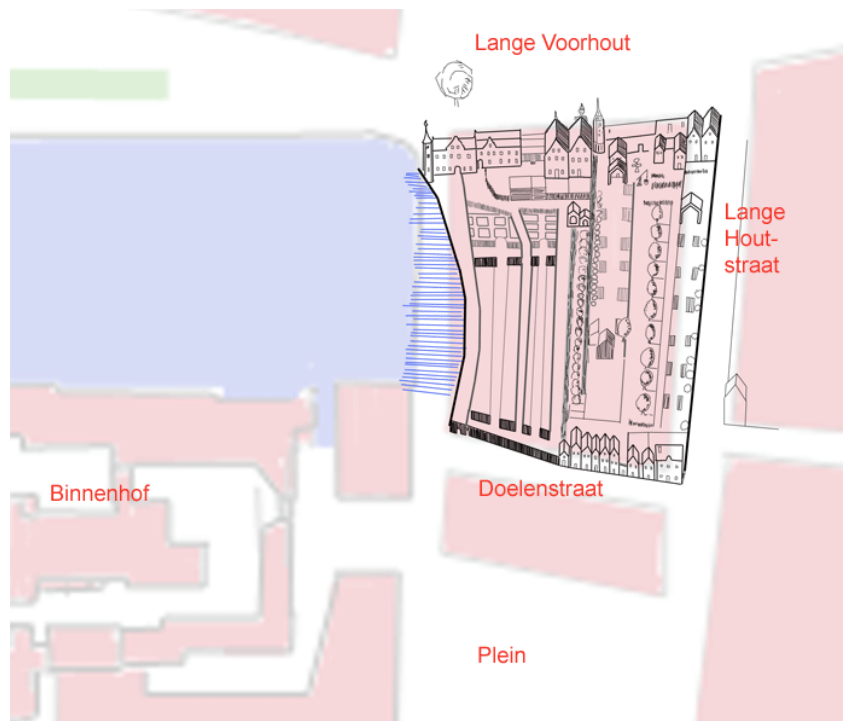 Lange Voorhout
Lange
Hout-
straat
Binnenhof
Doelenstraat
Plein